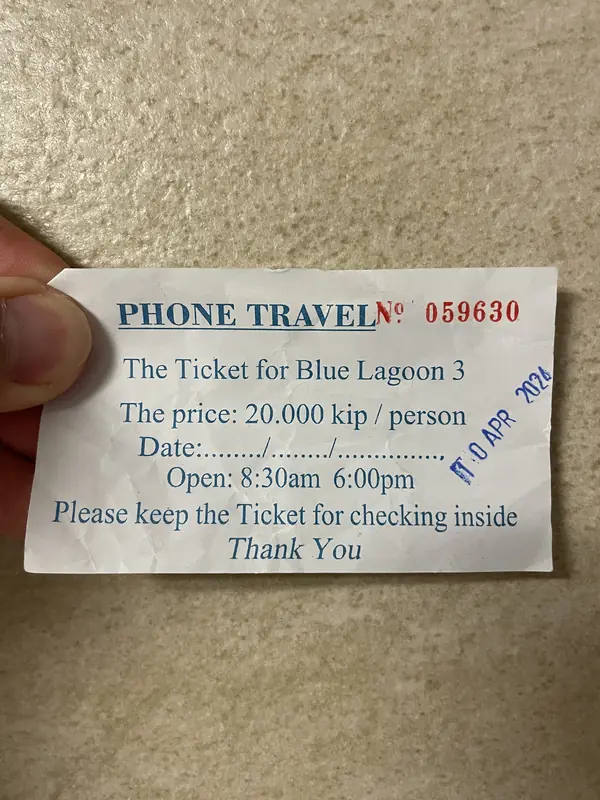 PHONE TRAVEL Nº 059630
The Ticket for Blue Lagoon 3
The price: 20.000 kip / person
Date:......../......../..............,
APR 2024
Open: 8:30am 6:00pm
Please keep the Ticket for checking inside
Thank You